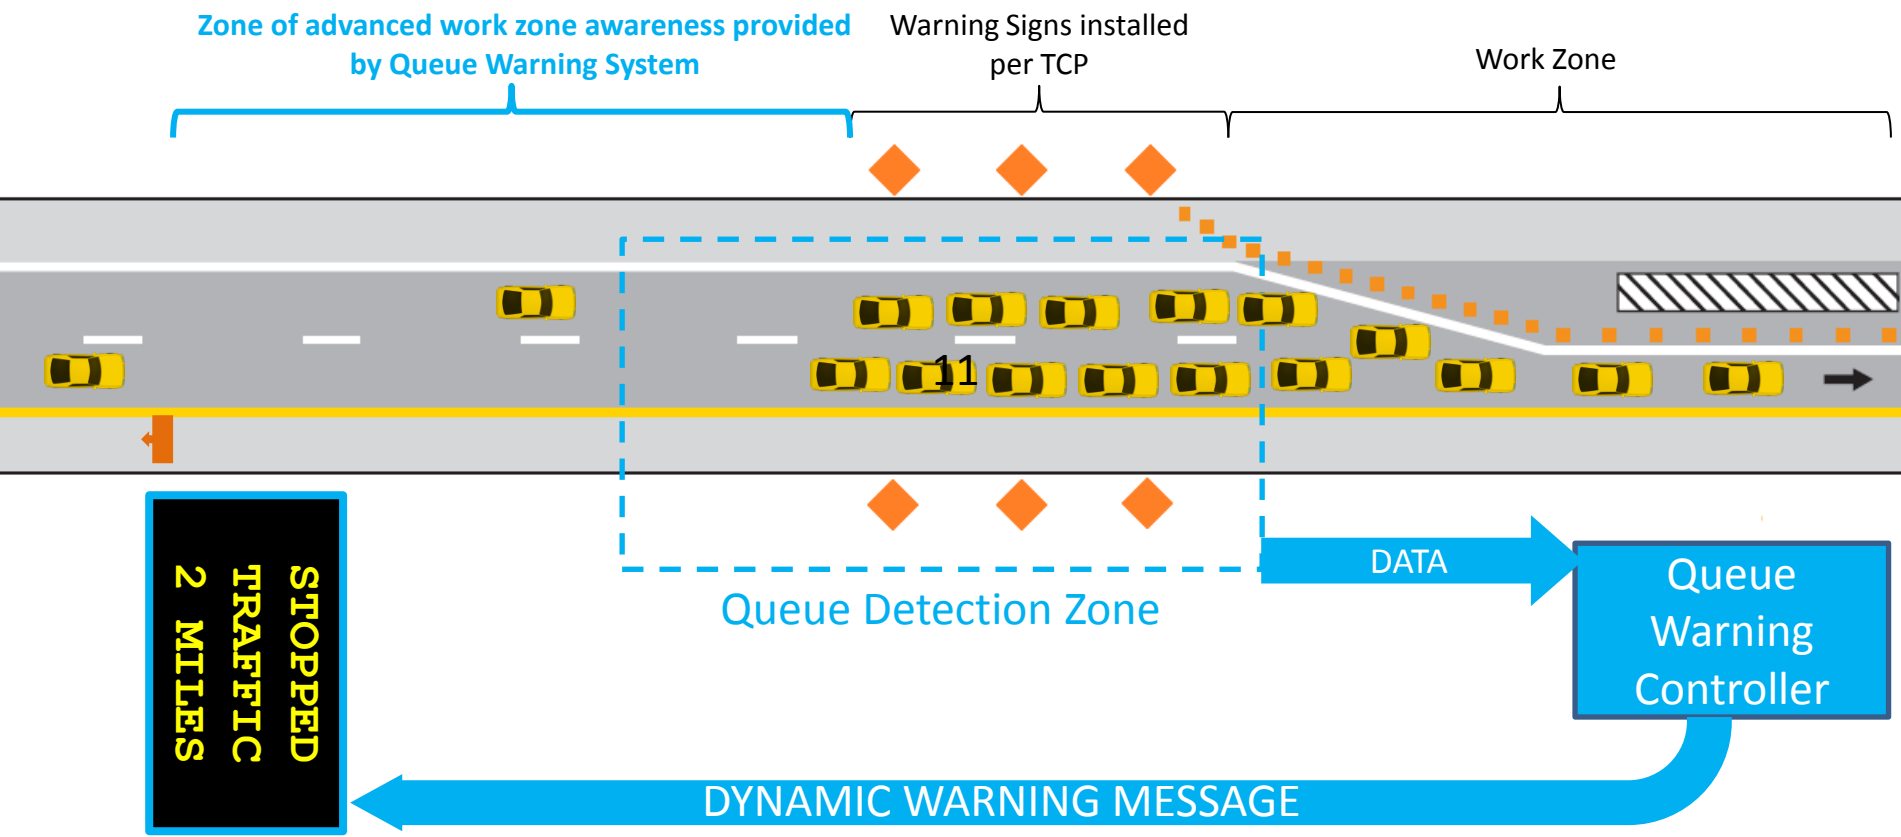 Zone of advanced work zone awareness provided
by Queue Warning System
Warning Signs installed
per TCP
Work Zone
11
STOPPED
TRAFFIC
2 MILES
Queue Detection Zone
DATA
Queue
Warning
Controller
DYNAMIC WARNING MESSAGE